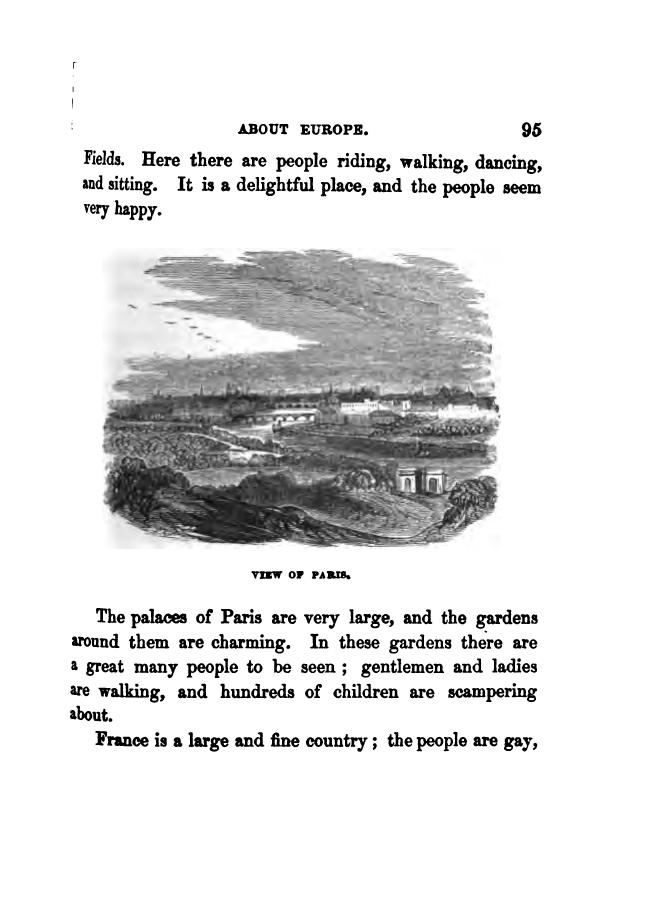 ABOUT EUROPE. 95
Fields. Here there are people riding, walking, dancing,
and sitting. It is a delightful place, and the people seem
very happy.
VIEW OF PARIS.
The palaces of Paris are very large, and the gardens
around them are charming. In these gardens there are
a great many people to be seen ; gentlemen and ladies
are walking, and hundreds of children are scampering
about.
France is a large and fine country ; the people are gay,